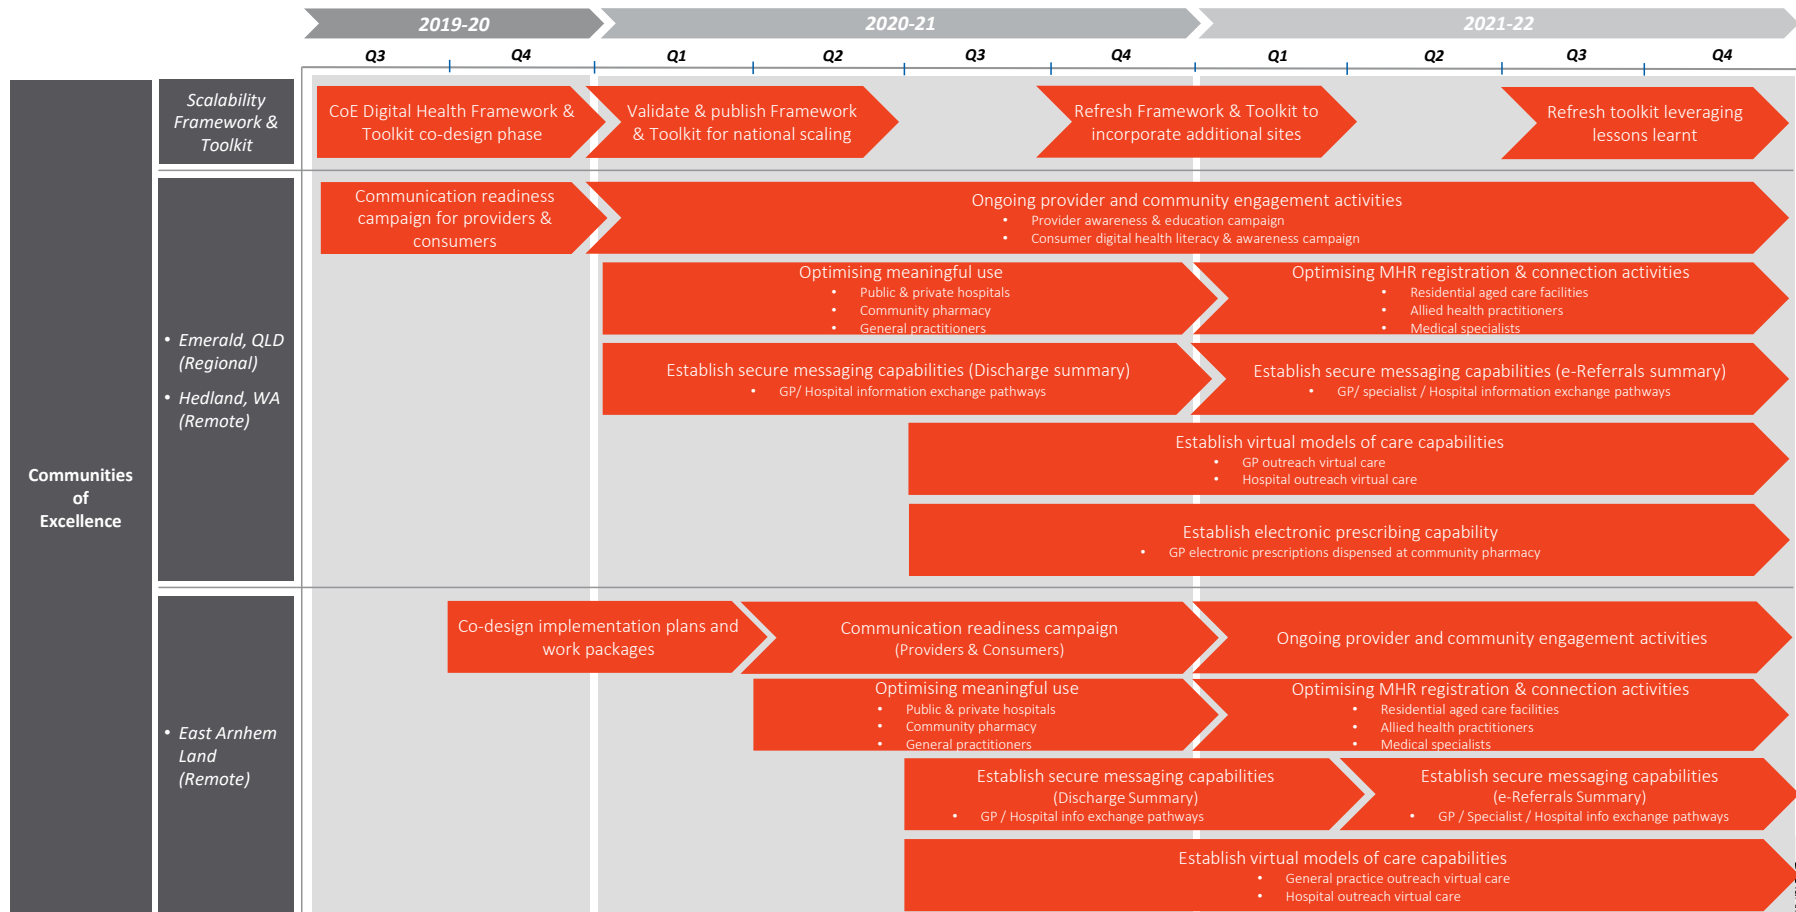 2019-20
2020-21
2021-22
Q3
Q4
Q1
Q2
Q3
Q4
Q1
Q2
Q3
Q4
Communities
of
Excellence
Scalability
Framework &
Toolkit
CoE Digital Health Framework &
Toolkit co-design phase
Validate & publish Framework
& Toolkit for national scaling
Refresh Framework & Toolkit to
incorporate additional sites
Refresh toolkit leveraging
lessons learnt
• Emerald, QLD
(Regional)
• Hedland, WA
(Remote)
Communication readiness
campaign for providers &
consumers
Ongoing provider and community engagement activities
• Provider awareness & education campaign
• Consumer digital health literacy & awareness campaign
Optimising meaningful use
• Public & private hospitals
• Community pharmacy
• General practitioners
Optimising MHR registration & connection activities
• Residential aged care facilities
• Allied health practitioners
• Medical specialists
Establish secure messaging capabilities (Discharge summary)
• GP/ Hospital information exchange pathways
Establish secure messaging capabilities (e-Referrals summary)
• GP/ specialist / Hospital information exchange pathways
Establish virtual models of care capabilities
• GP outreach virtual care
• Hospital outreach virtual care
Establish electronic prescribing capability
• GP electronic prescriptions dispensed at community pharmacy
• East Arnhem
Land
(Remote)
Co-design implementation plans and
work packages
Communication readiness campaign
(Providers & Consumers)
Ongoing provider and community engagement activities
Optimising meaningful use
• Public & private hospitals
• Community pharmacy
• General practitioners
Optimising MHR registration & connection activities
• Residential aged care facilities
• Allied health practitioners
• Medical specialists
Establish secure messaging capabilities
(Discharge Summary)
• GP / Hospital info exchange pathways
Establish secure messaging capabilities
(e-Referrals Summary)
• GP / Specialist / Hospital info exchange pathways
Establish virtual models of care capabilities
• General practice outreach virtual care
• Hospital outreach virtual care